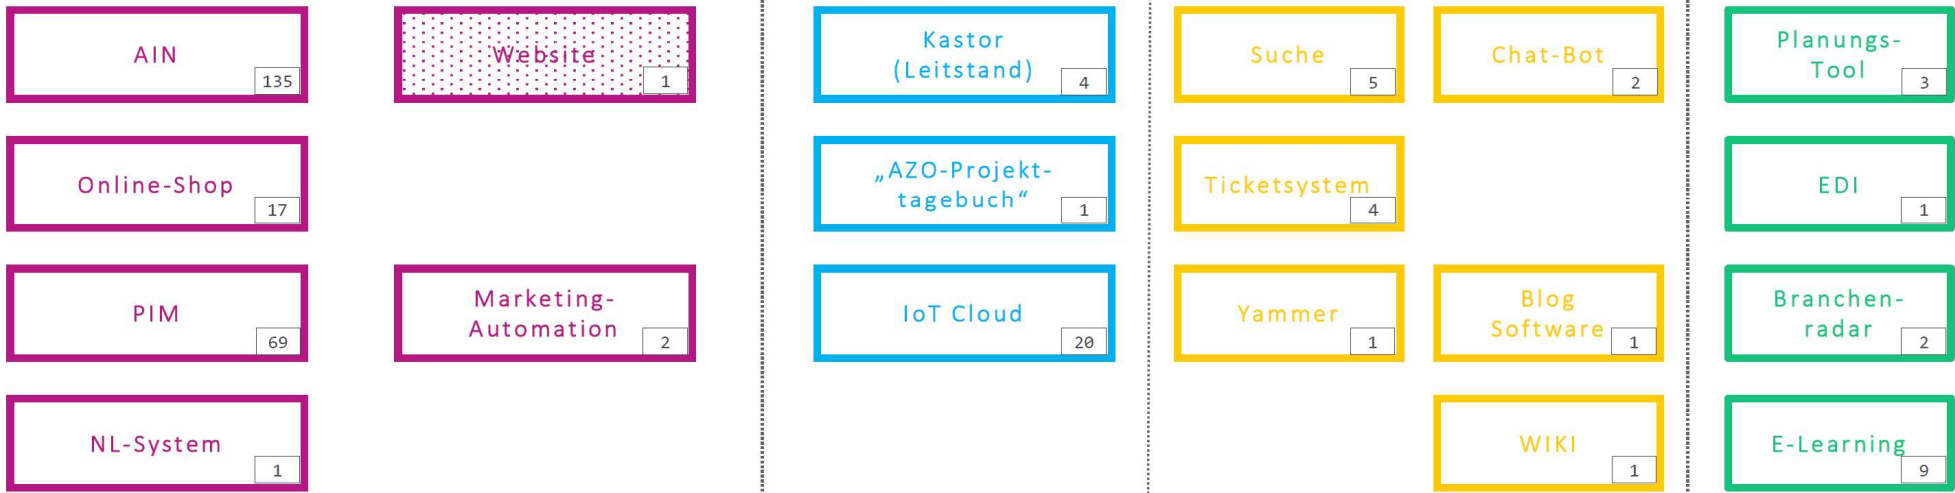 AIN
135
Website
1
Kastor
(Leitstand)
4
Suche
5
Chat-Bot
2
Planungs-
Tool
3
Online-Shop
17
„AZO-Projekt-
tagebuch“
1
Ticketsystem
4
EDI
1
PIM
69
Marketing-
Automation
2
IoT Cloud
20
Yammer
1
Blog
Software
1
Branchen-
radar
2
NL-System
1
WIKI
1
E-Learning
9